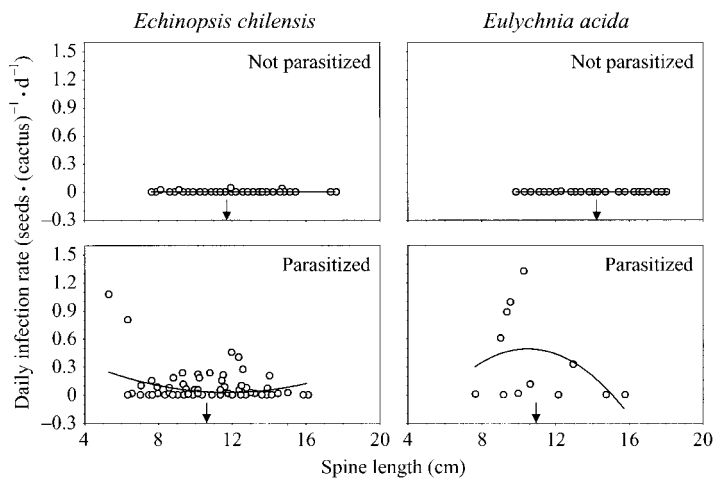 Echinopsis chilensis
Eulychnia acida
Daily infection rate (seeds · (cactus)⁻¹ · d⁻¹)
1.5
1.2
0.9
0.6
0.3
0
–0.3
Not parasitized
Not parasitized
1.5
1.2
0.9
0.6
0.3
0
–0.3
Parasitized
Parasitized
4 8 12 16 20 4 8 12 16 20
Spine length (cm)